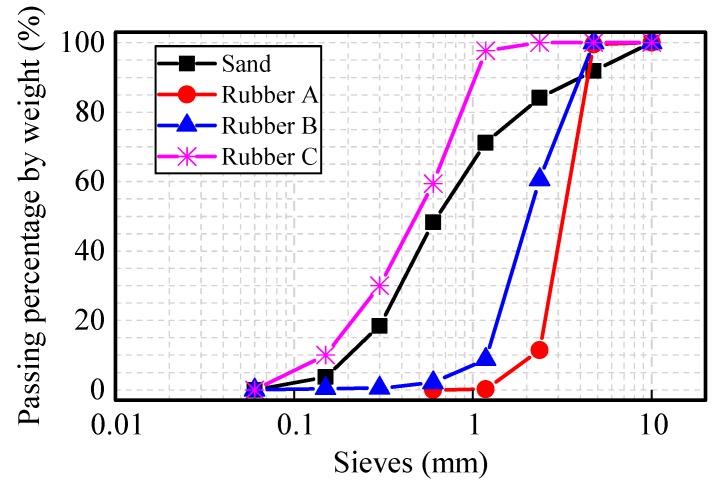 Passing percentage by weight (%)
100
80
60
40
20
0
Sand
Rubber A
Rubber B
Rubber C
0.01
0.1
1
10
Sieves (mm)